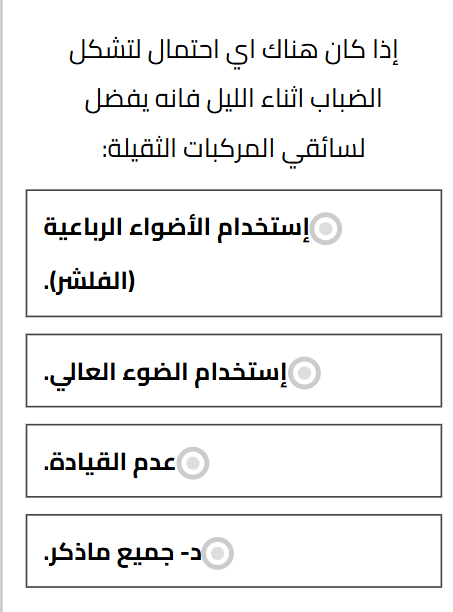 إذا كان هناك اي احتمال لتشكل
الضباب اثناء الليل فانه يفضل
لسائقي المركبات الثقيلة:
إستخدام الأضواء الرباعية
(الفلشر).
إستخدام الضوء العالي.
عدم القيادة.
د- جميع ماذكر.